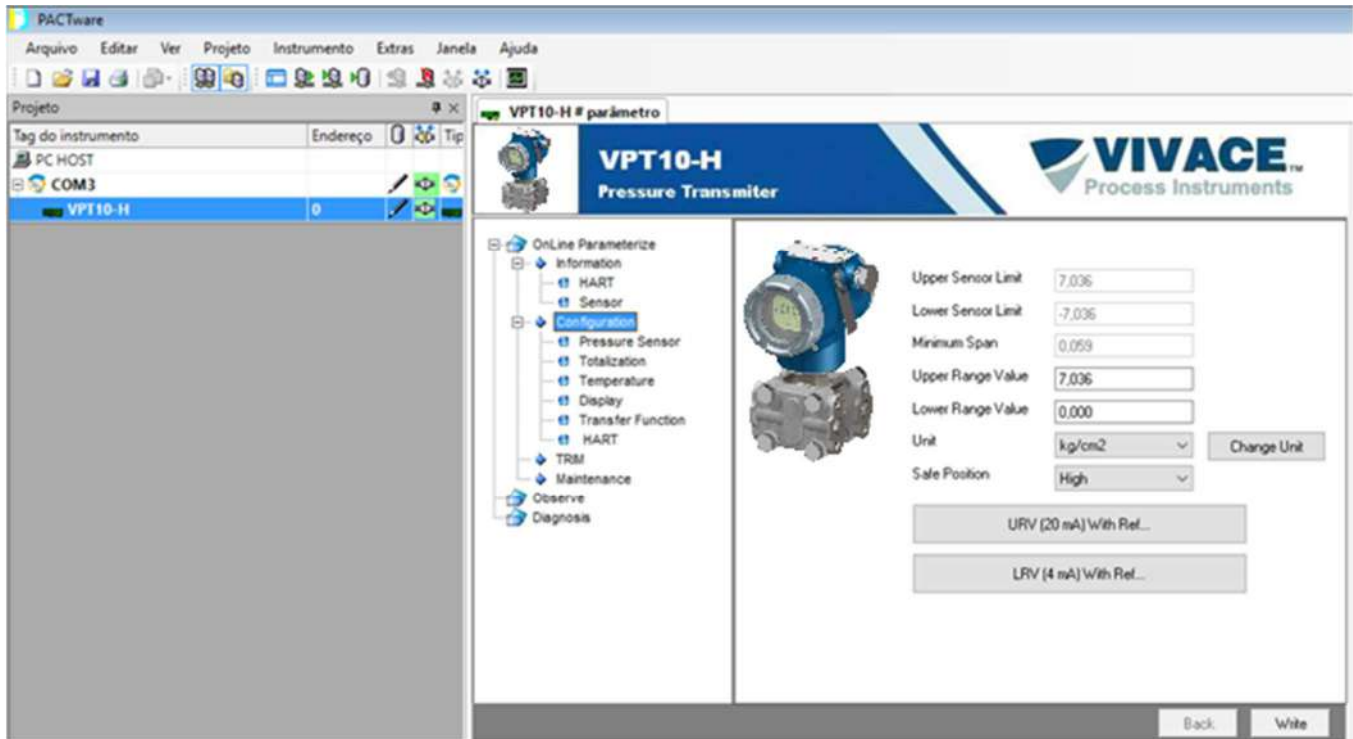 PACTware
Arquivo Editar Ver Projeto Instrumento Extras Janela Ajuda
Projeto
Tag do instrumento Endereço Tip
PC HOST
COM3
VPT10-H 0
VPT10-H # parâmetro
VPT10-H
Pressure Transmiter
VIVACE™
Process Instruments
OnLine Parameterize
Information
HART
Sensor
Configuration
Pressure Sensor
Totalization
Temperature
Display
Transfer Function
HART
TRIM
Maintenance
Observe
Diagnosis
Upper Sensor Limit 7,036
Lower Sensor Limit -7,036
Minimum Span 0,059
Upper Range Value 7,036
Lower Range Value 0,000
Unit kg/cm2 Change Unit
Safe Position High
URV (20 mA) With Ref...
LRV (4 mA) With Ref...
Back Write